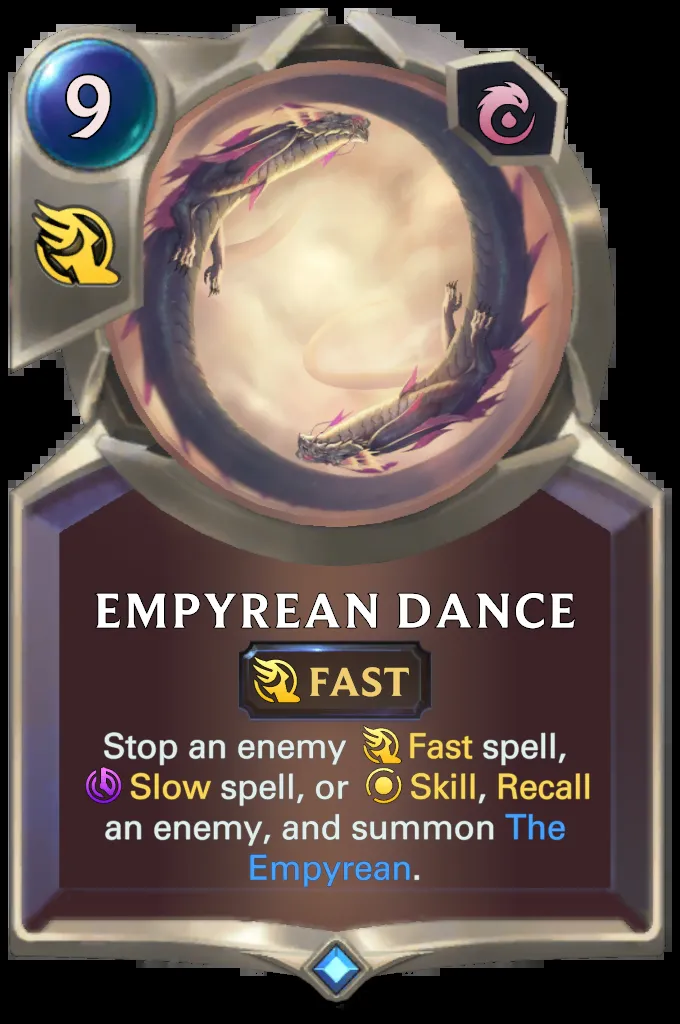 9
EMPYREAN DANCE
FAST
Stop an enemy Fast spell,
Slow spell, or Skill, Recall
an enemy, and summon The
Empyrean.